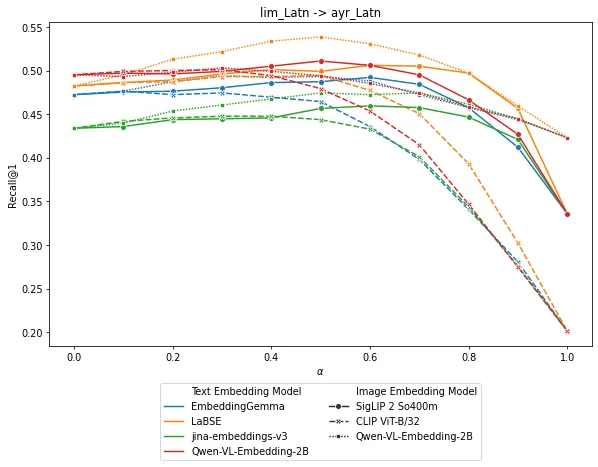 lim_Latn -> ayr_Latn
Recall@1
0.55
0.50
0.45
0.40
0.35
0.30
0.25
0.20
0.0 0.2 0.4 0.6 0.8 1.0
α
Text Embedding Model
EmbeddingGemma
LaBSE
jina-embeddings-v3
Qwen-VL-Embedding-2B
Image Embedding Model
SigLIP 2 So400m
CLIP ViT-B/32
Qwen-VL-Embedding-2B